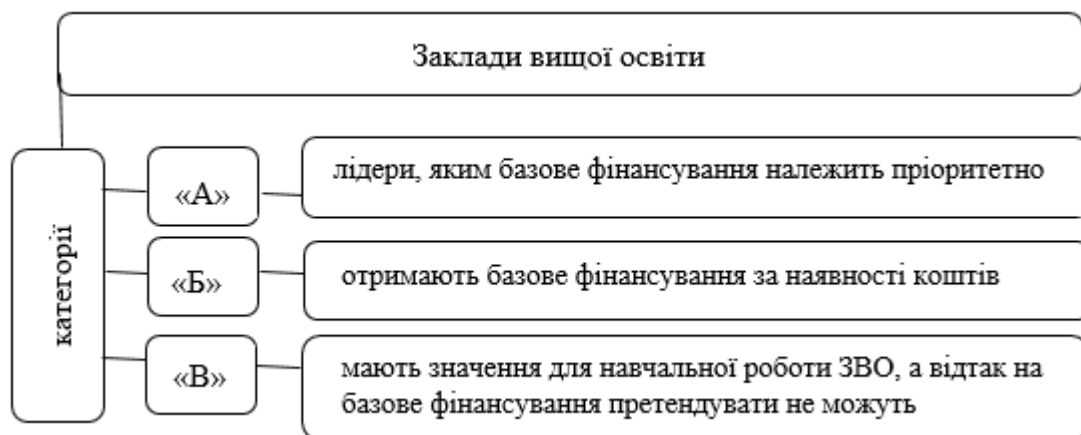 Заклади вищої освіти
категорії
«А»
лідери, яким базове фінансування належить пріоритетно
«Б»
отримають базове фінансування за наявності коштів
«В»
мають значення для навчальної роботи ЗВО, а відтак на
базове фінансування претендувати не можуть